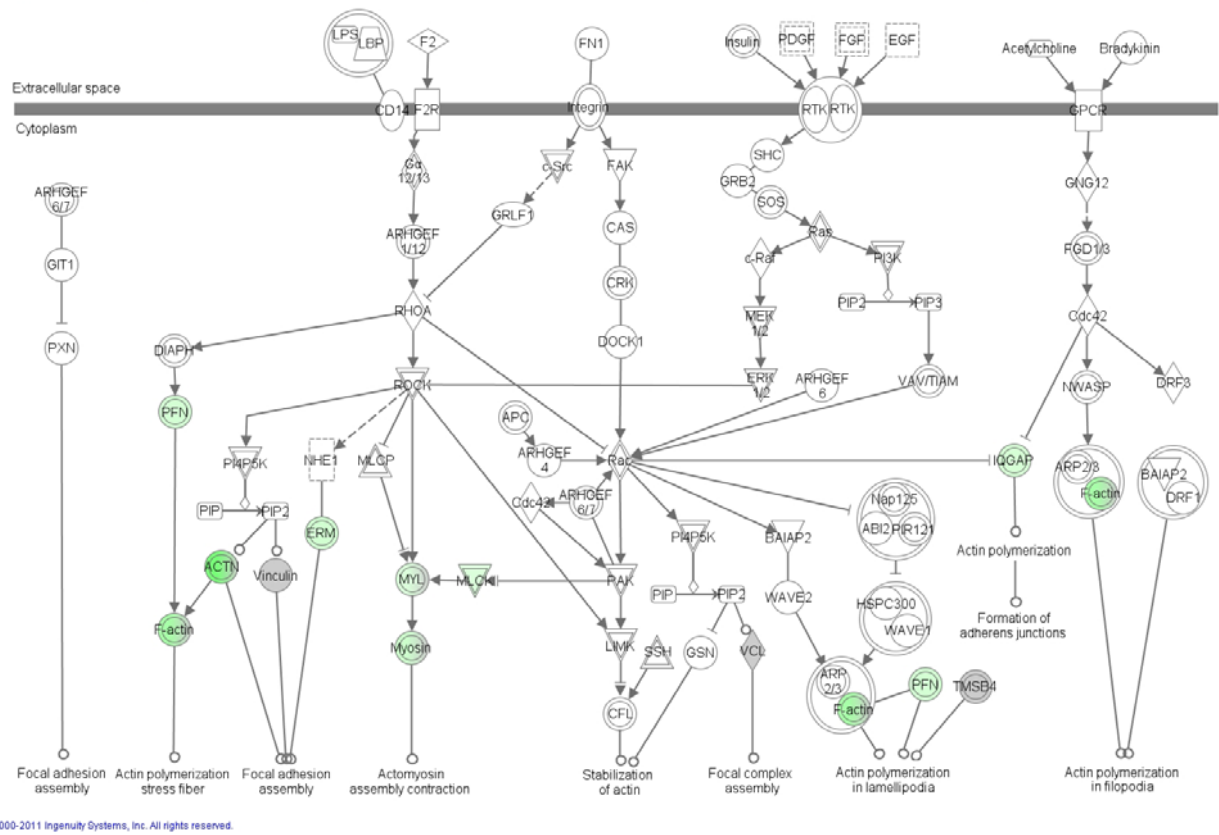 LPS
LBP
F2
FN1
Insulin
PDGF
FGF
EGF
Acetylcholine
Bradykinin
Extracellular space
CD14
F2R
Integrin
RTK
RTK
GPCR
Cytoplasm
Gα
12/13
c-Src
FAK
SHC
GRB2
SOS
GNG12
ARHGEF
6/7
GRLF1
ARHGEF
1/12
CAS
Ras
c-Raf
PI3K
FGD1/3
GIT1
CRK
PIP2
PIP3
RHOA
MEK
1/2
Cdc42
PXN
DIAPH
DOCK1
ROCK
ERK
1/2
ARHGEF
6
VAV/TIAM
NWASP
DRF3
PFN
APC
PI4P5K
NHE1
MLCP
ARHGEF
4
Rac
IQGAP
ARP2/3
F-actin
BAIAP2
DRF1
PIP
PIP2
Cdc42
ARHGEF
6/7
Nap125
ABI2
PIR121
ERM
PI4P5K
BAIAP2
Actin polymerization
ACTN
Vinculin
MYL
MLCK
PAK
PIP
PIP2
WAVE2
HSPC300
WAVE1
Formation of
adherens junctions
F-actin
Myosin
LIMK
SSH
GSN
VCL
ARP
2/3
F-actin
PFN
TMSB4
CFL
Focal adhesion
assembly
Actin polymerization
stress fiber
Focal adhesion
assembly
Actomyosin
assembly contraction
Stabilization
of actin
Focal complex
assembly
Actin polymerization
in lamellipodia
Actin polymerization
in filopodia
000-2011 Ingenuity Systems, Inc. All rights reserved.